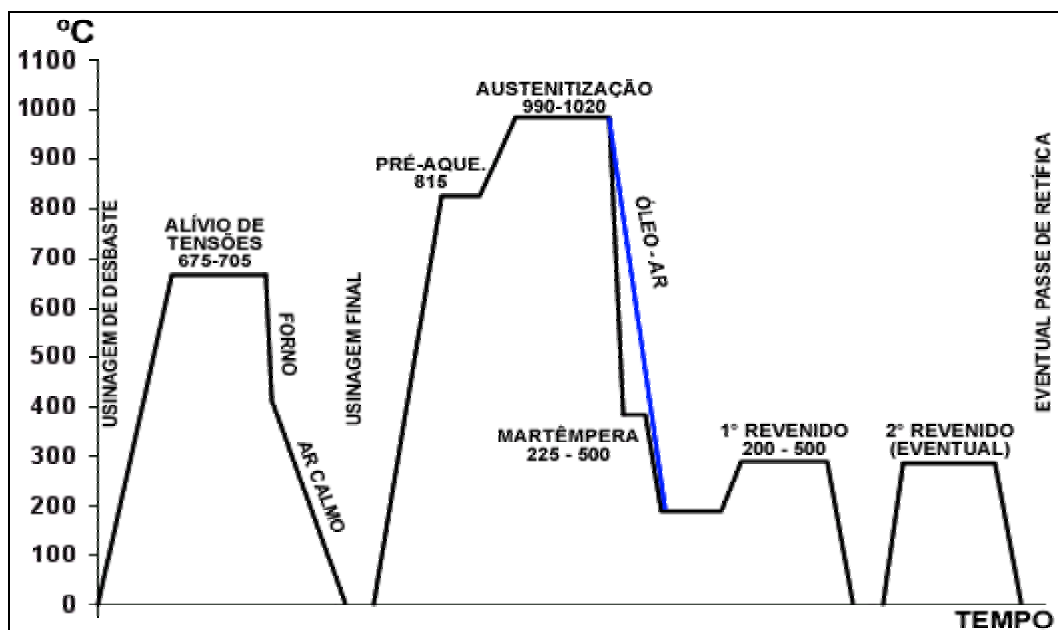 ºC
1100
1000
900
800
700
600
500
400
300
200
100
0
USINAGEM DE DESBASTE
ALÍVIO DE
TENSÕES
675-705
FORNO
AR CALMO
USINAGEM FINAL
PRÉ-AQUE.
815
AUSTENITIZAÇÃO
990-1020
ÓLEO - AR
MARTÊMPERA
225 - 500
1° REVENIDO
200 - 500
2° REVENIDO
(EVENTUAL)
EVENTUAL PASSE DE RETÍFICA
TEMPO